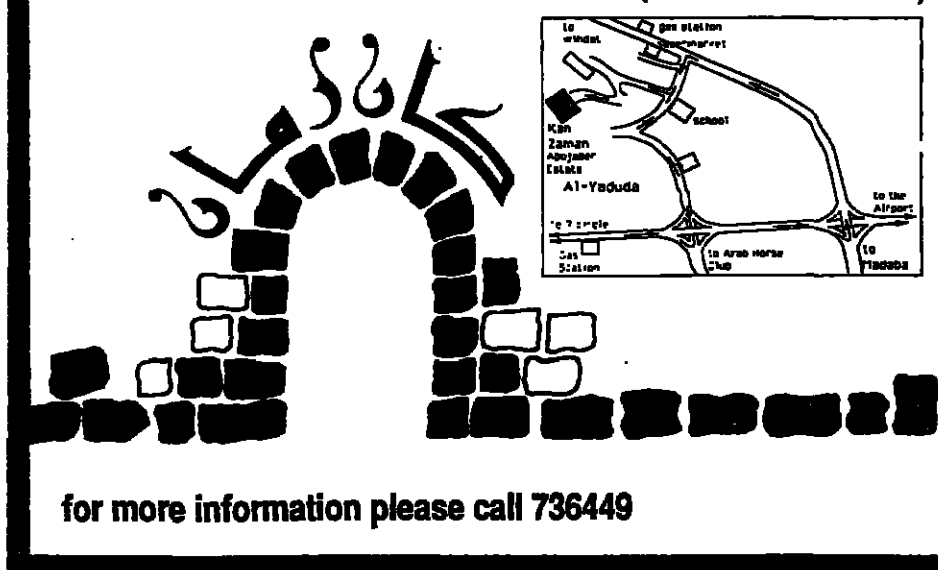 كان زمان
to
gas station
supermarket
school
Kan
Zaman
Abujaber
Estate
Al-Yaduda
to the
Airport
Gas
Station
to Arab Horse
Club
to
Madaba
for more information please call 736449